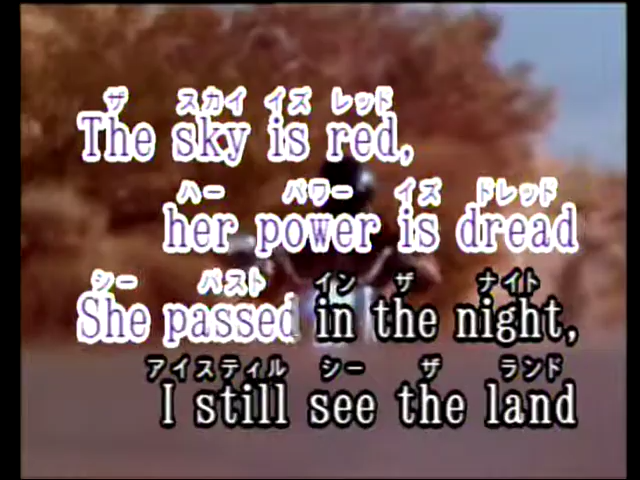 ザ スカイ イズ レッド
The sky is red,
ハー パワー イズ ドレッド
her power is dread
シー パスト イン ザ ナイト
She passed in the night,
アイスティル シー ザ ランド
I still see the land